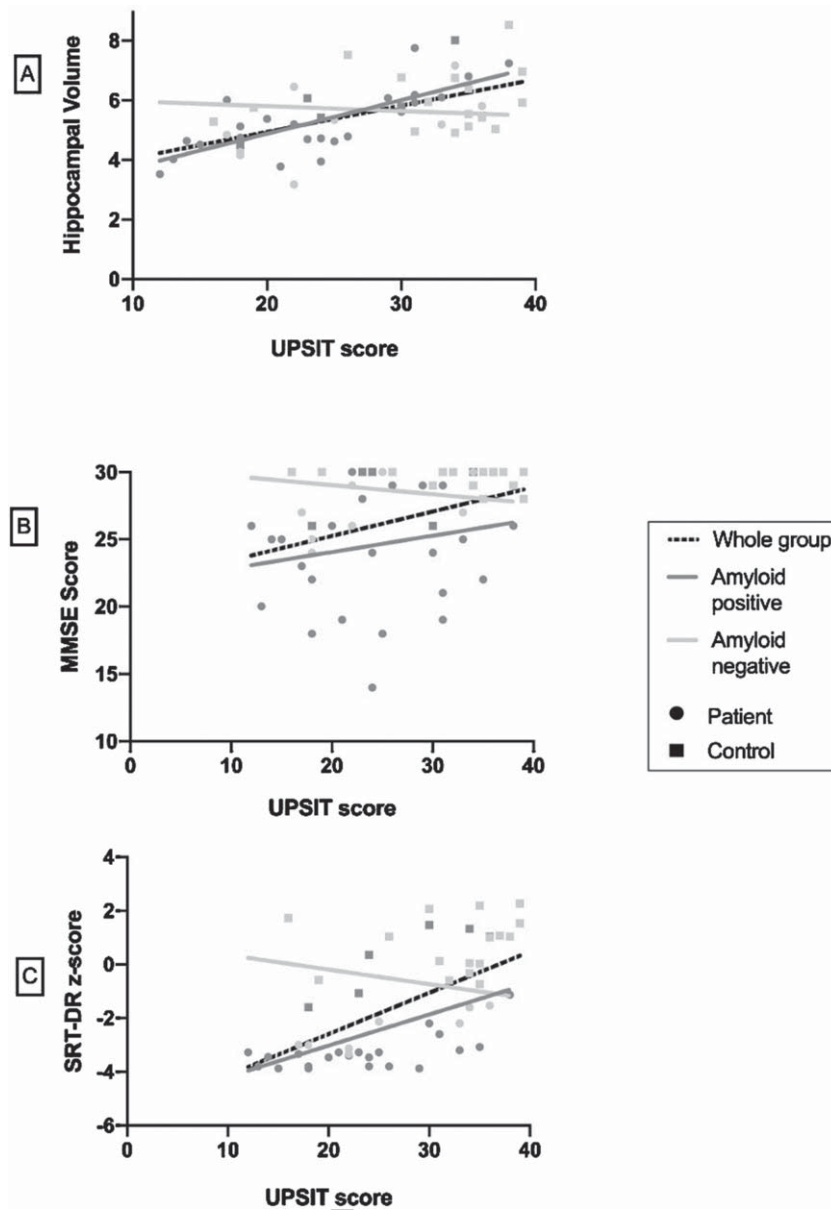 A
Hippocampal Volume
8
6
4
2
0
10 20 30 40
UPSIT score
B
MMSE Score
30
25
20
15
10
0 10 20 30 40
UPSIT score
Whole group
Amyloid
positive
Amyloid
negative
Patient
Control
C
SRT-DR z-score
4
2
0
-2
-4
-6
0 10 20 30 40
UPSIT score